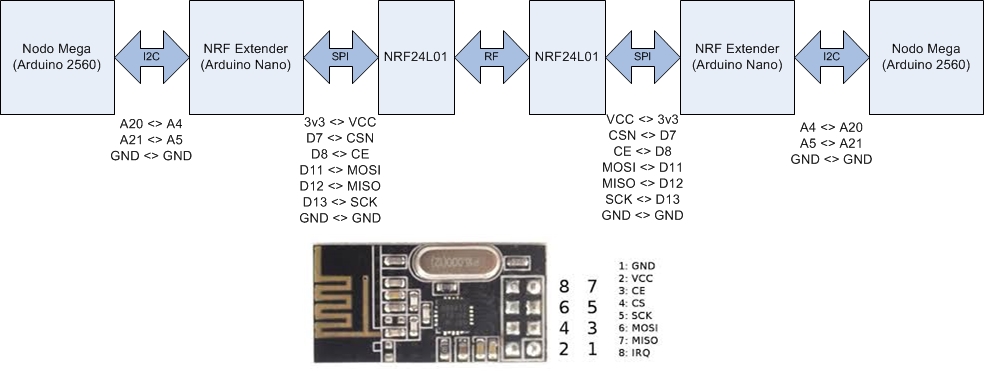 Nodo Mega
(Arduino 2560)
I2C
NRF Extender
(Arduino Nano)
SPI
NRF24L01
RF
NRF24L01
SPI
NRF Extender
(Arduino Nano)
I2C
Nodo Mega
(Arduino 2560)
A20 <> A4
A21 <> A5
GND <> GND
3v3 <> VCC
D7 <> CSN
D8 <> CE
D11 <> MOSI
D12 <> MISO
D13 <> SCK
GND <> GND
VCC <> 3v3
CSN <> D7
CE <> D8
MOSI <> D11
MISO <> D12
SCK <> D13
GND <> GND
A4 <> A20
A5 <> A21
GND <> GND
8 7
6 5
4 3
2 1
1: GND
2: VCC
3: CE
4: CS
5: SCK
6: MOSI
7: MISO
8: IRQ